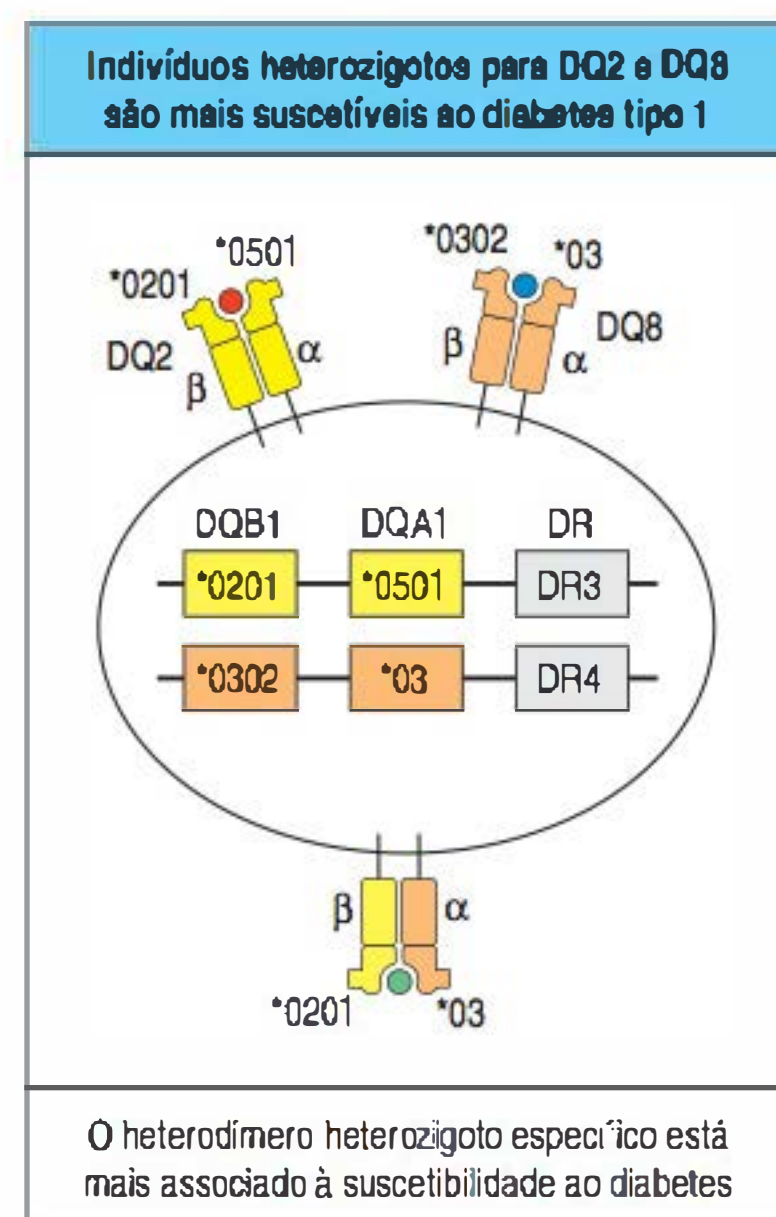 Indivíduos heterozigotos para DQ2 e DQ8
são mais suscetíveis ao diabetes tipo 1
*0501
*0302
*03
*0201
DQ2
DQ8
β
α
β
α
DQB1 DQA1 DR
*0201 *0501 DR3
*0302 *03 DR4
β
α
*0201
*03
O heterodímero heterozigoto específico está
mais associado à suscetibilidade ao diabetes